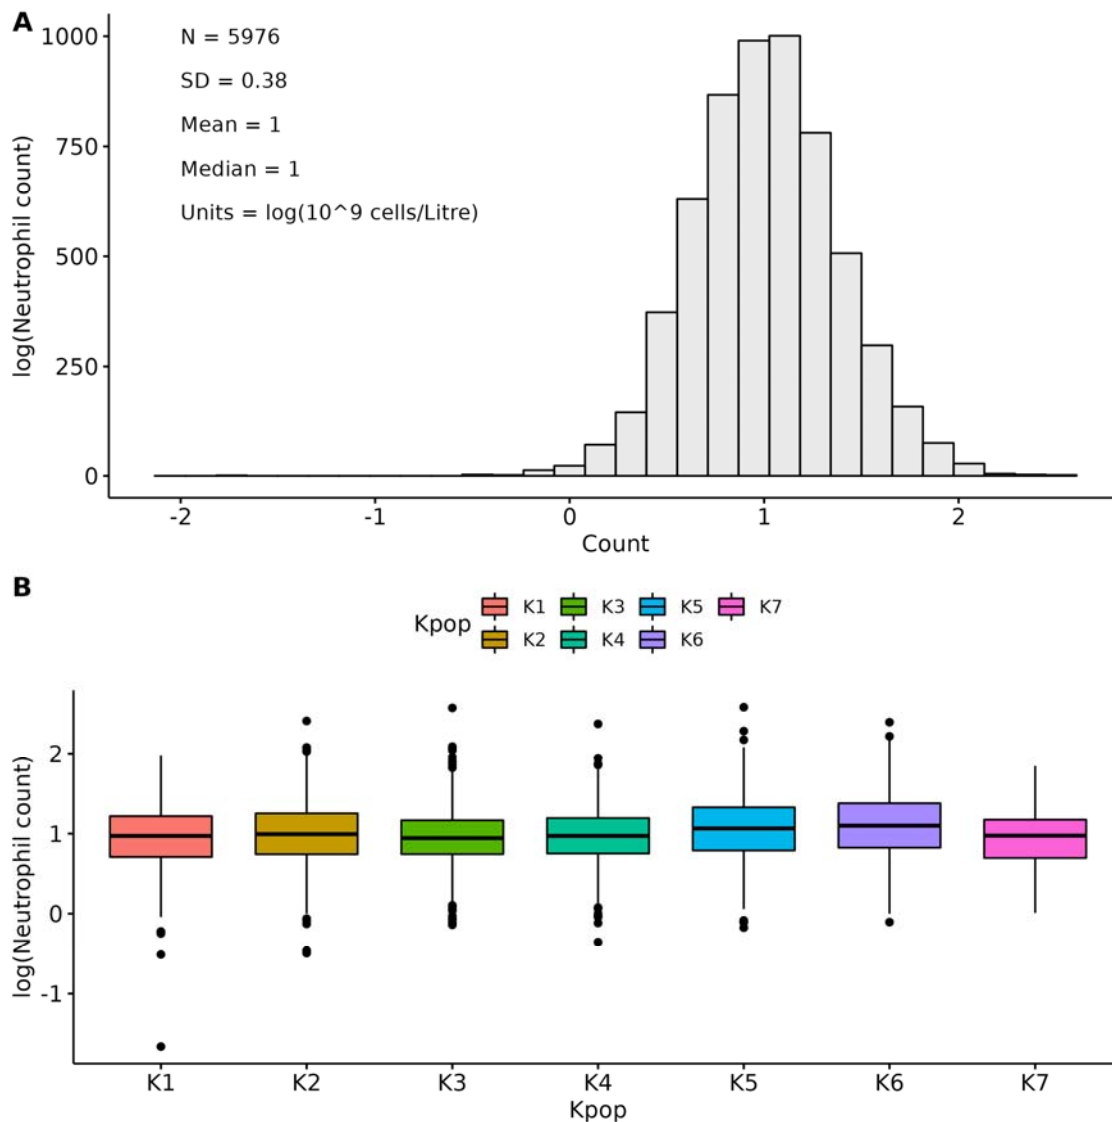 A
N = 5976
SD = 0.38
Mean = 1
Median = 1
Units = log(10^9 cells/Litre)
log(Neutrophil count)
1000
750
500
250
0
-2 -1 0 1 2
Count
B
Kpop
K1 K3 K5 K7
K2 K4 K6
log(Neutrophil count)
2
1
0
-1
K1 K2 K3 K4 K5 K6 K7
Kpop